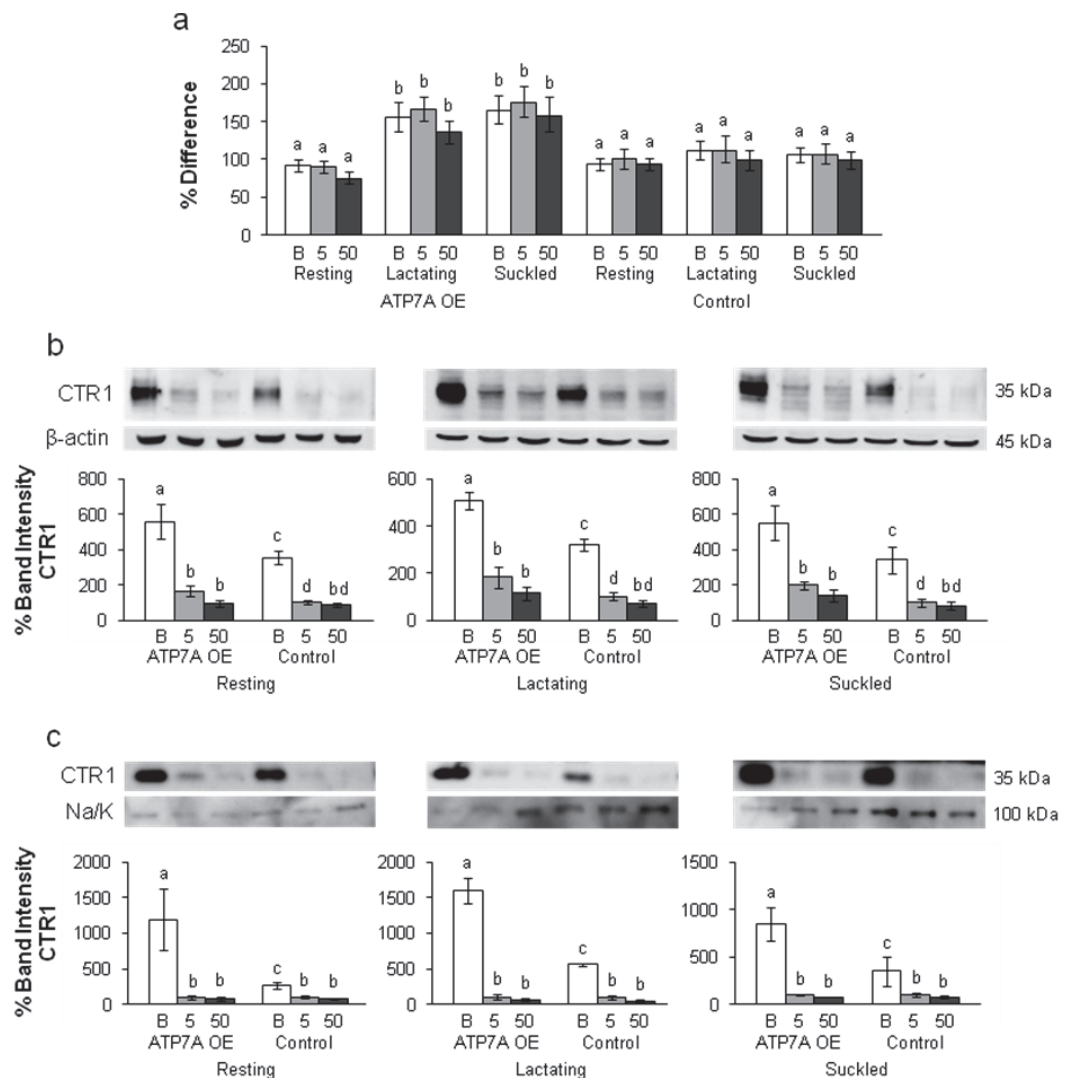 a
250
200
150
100
50
0
% Difference
a a a b b b b b b a a a a a a a a a
B 5 50 B 5 50 B 5 50 B 5 50 B 5 50 B 5 50
Resting Lactating Suckled Resting Lactating Suckled
ATP7A OE Control
b
CTR1 35 kDa
β-actin 45 kDa
% Band Intensity
CTR1
800
600
400
200
0
a b b c d bd
B 5 50 B 5 50
ATP7A OE Control
Resting
600
400
200
0
a b b c d bd
B 5 50 B 5 50
ATP7A OE Control
Lactating
800
600
400
200
0
a b b c d bd
B 5 50 B 5 50
ATP7A OE Control
Suckled
c
CTR1 35 kDa
Na/K 100 kDa
% Band Intensity
CTR1
2000
1500
1000
500
0
a b b c b b
B 5 50 B 5 50
ATP7A OE Control
Resting
2000
1500
1000
500
0
a b b c b b
B 5 50 B 5 50
ATP7A OE Control
Lactating
1500
1000
500
0
a b b c b b
B 5 50 B 5 50
ATP7A OE Control
Suckled